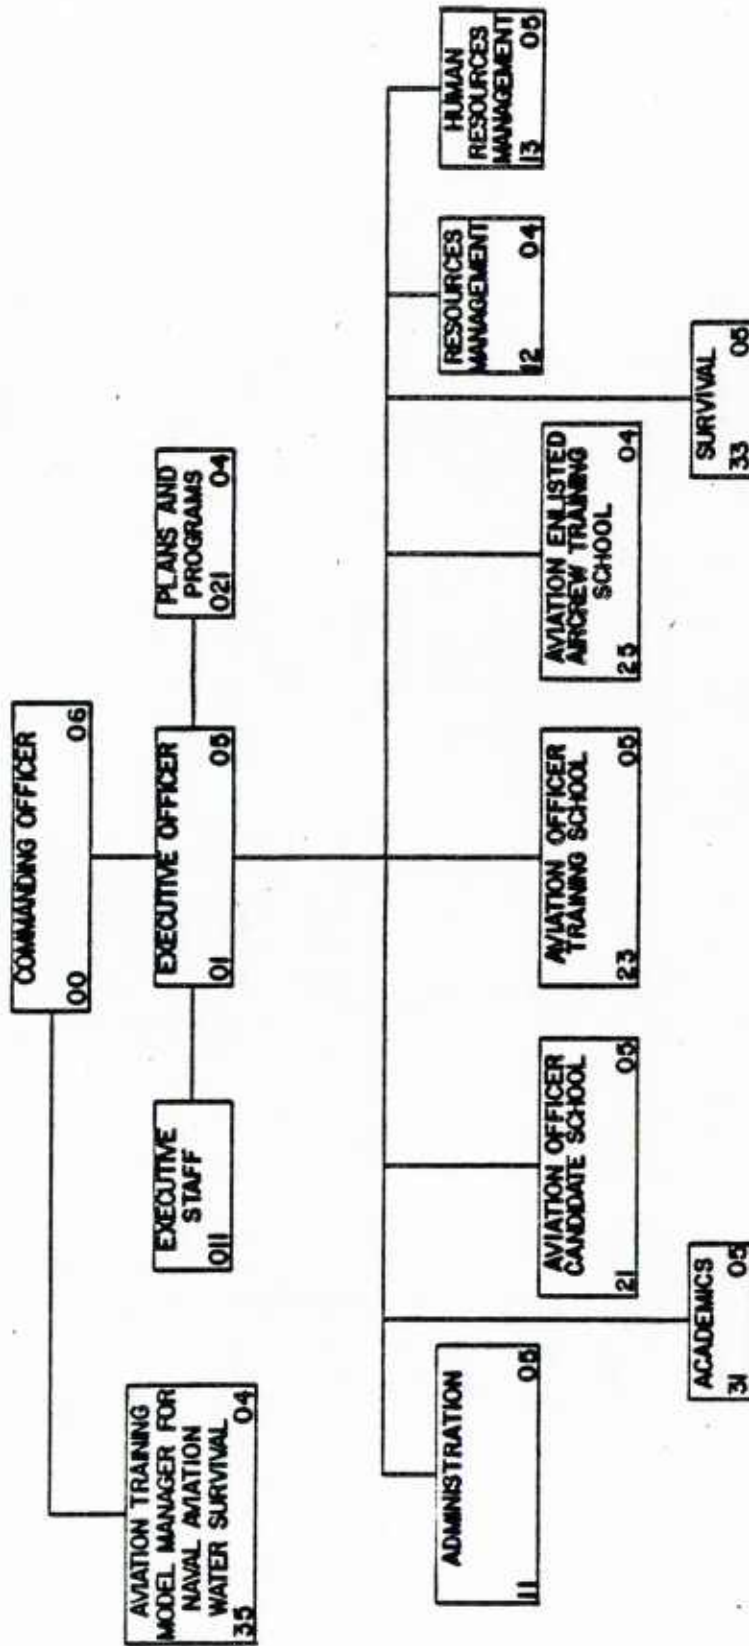 COMMANDING OFFICER
00 06
AVIATION TRAINING
MODEL MANAGER FOR
NAVAL AVIATION
WATER SURVIVAL
35 04
EXECUTIVE
STAFF
011
EXECUTIVE OFFICER
01 05
PLANS AND
PROGRAMS
021 04
ADMINISTRATION
11 05
RESOURCES
MANAGEMENT
12 04
HUMAN
RESOURCES
MANAGEMENT
13 05
AVIATION OFFICER
CANDIDATE SCHOOL
21 05
AVIATION OFFICER
TRAINING SCHOOL
23 05
AVIATION ENLISTED
AIRCREW TRAINING
SCHOOL
25 04
ACADEMICS
31 05
SURVIVAL
33 05